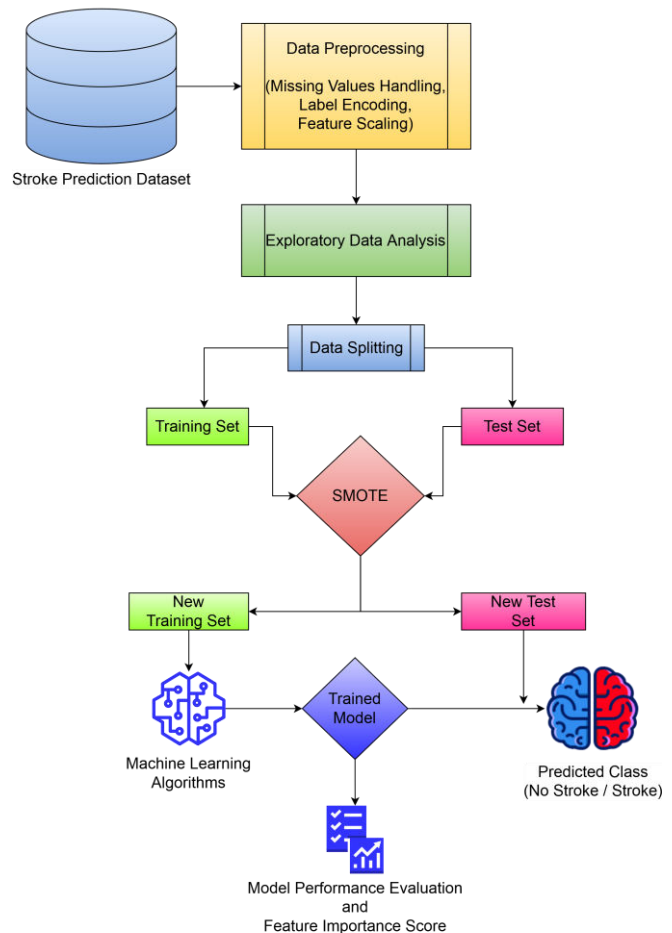 Data Preprocessing
(Missing Values Handling,
Label Encoding,
Feature Scaling)
Stroke Prediction Dataset
Exploratory Data Analysis
Data Splitting
Training Set
Test Set
SMOTE
New
Training Set
New Test
Set
Trained
Model
Machine Learning
Algorithms
Predicted Class
(No Stroke / Stroke)
Model Performance Evaluation
and
Feature Importance Score